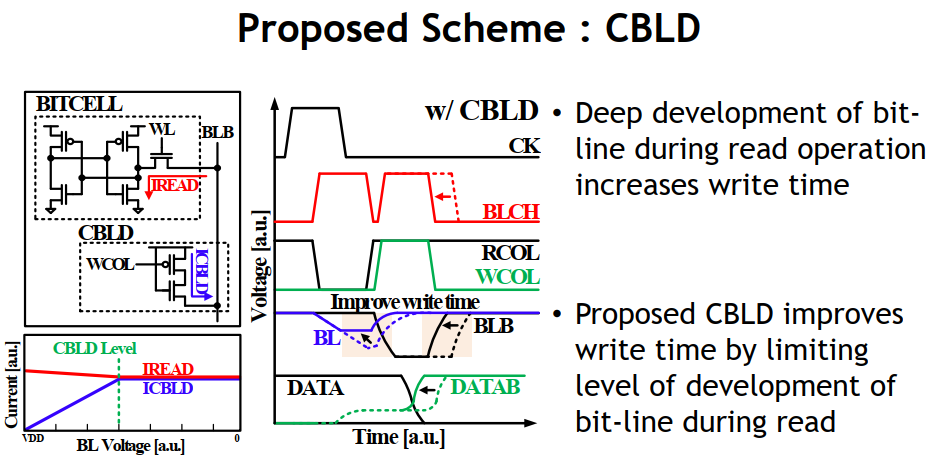 Proposed Scheme : CBLD
BITCELL
WL
BLB
IREAD
CBLD
WCOL
ICBLD
CBLD Level
IREAD
ICBLD
Current [a.u.]
VDD
0
BL Voltage [a.u.]
w/ CBLD
CK
BLCH
RCOL
WCOL
Improve write time
BL
BLB
DATA
DATAB
Voltage [a.u.]
Time [a.u.]
• Deep development of bit-
line during read operation
increases write time
• Proposed CBLD improves
write time by limiting
level of development of
bit-line during read